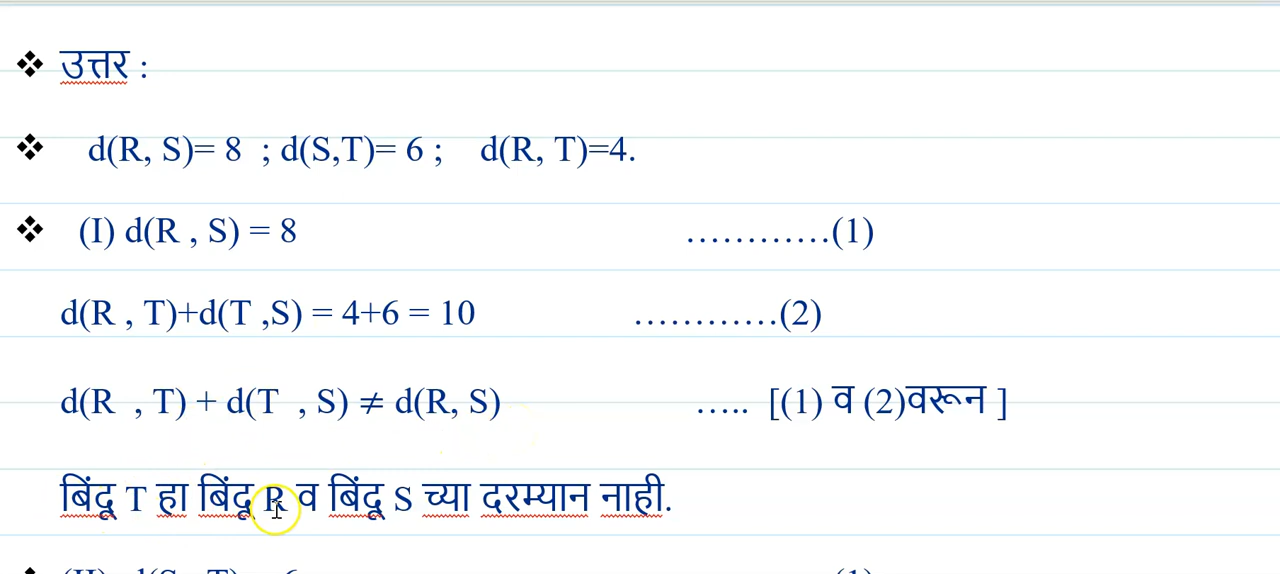 ❖ उत्तर :
❖ d(R, S)= 8 ; d(S,T)= 6 ; d(R, T)=4.
❖ (I) d(R , S) = 8 …………(1)
d(R , T)+d(T ,S) = 4+6 = 10 …………(2)
d(R , T) + d(T , S) ≠ d(R, S) ….. [(1) व (2)वरून ]
बिंदू T हा बिंदू R व बिंदू S च्या दरम्यान नाही.